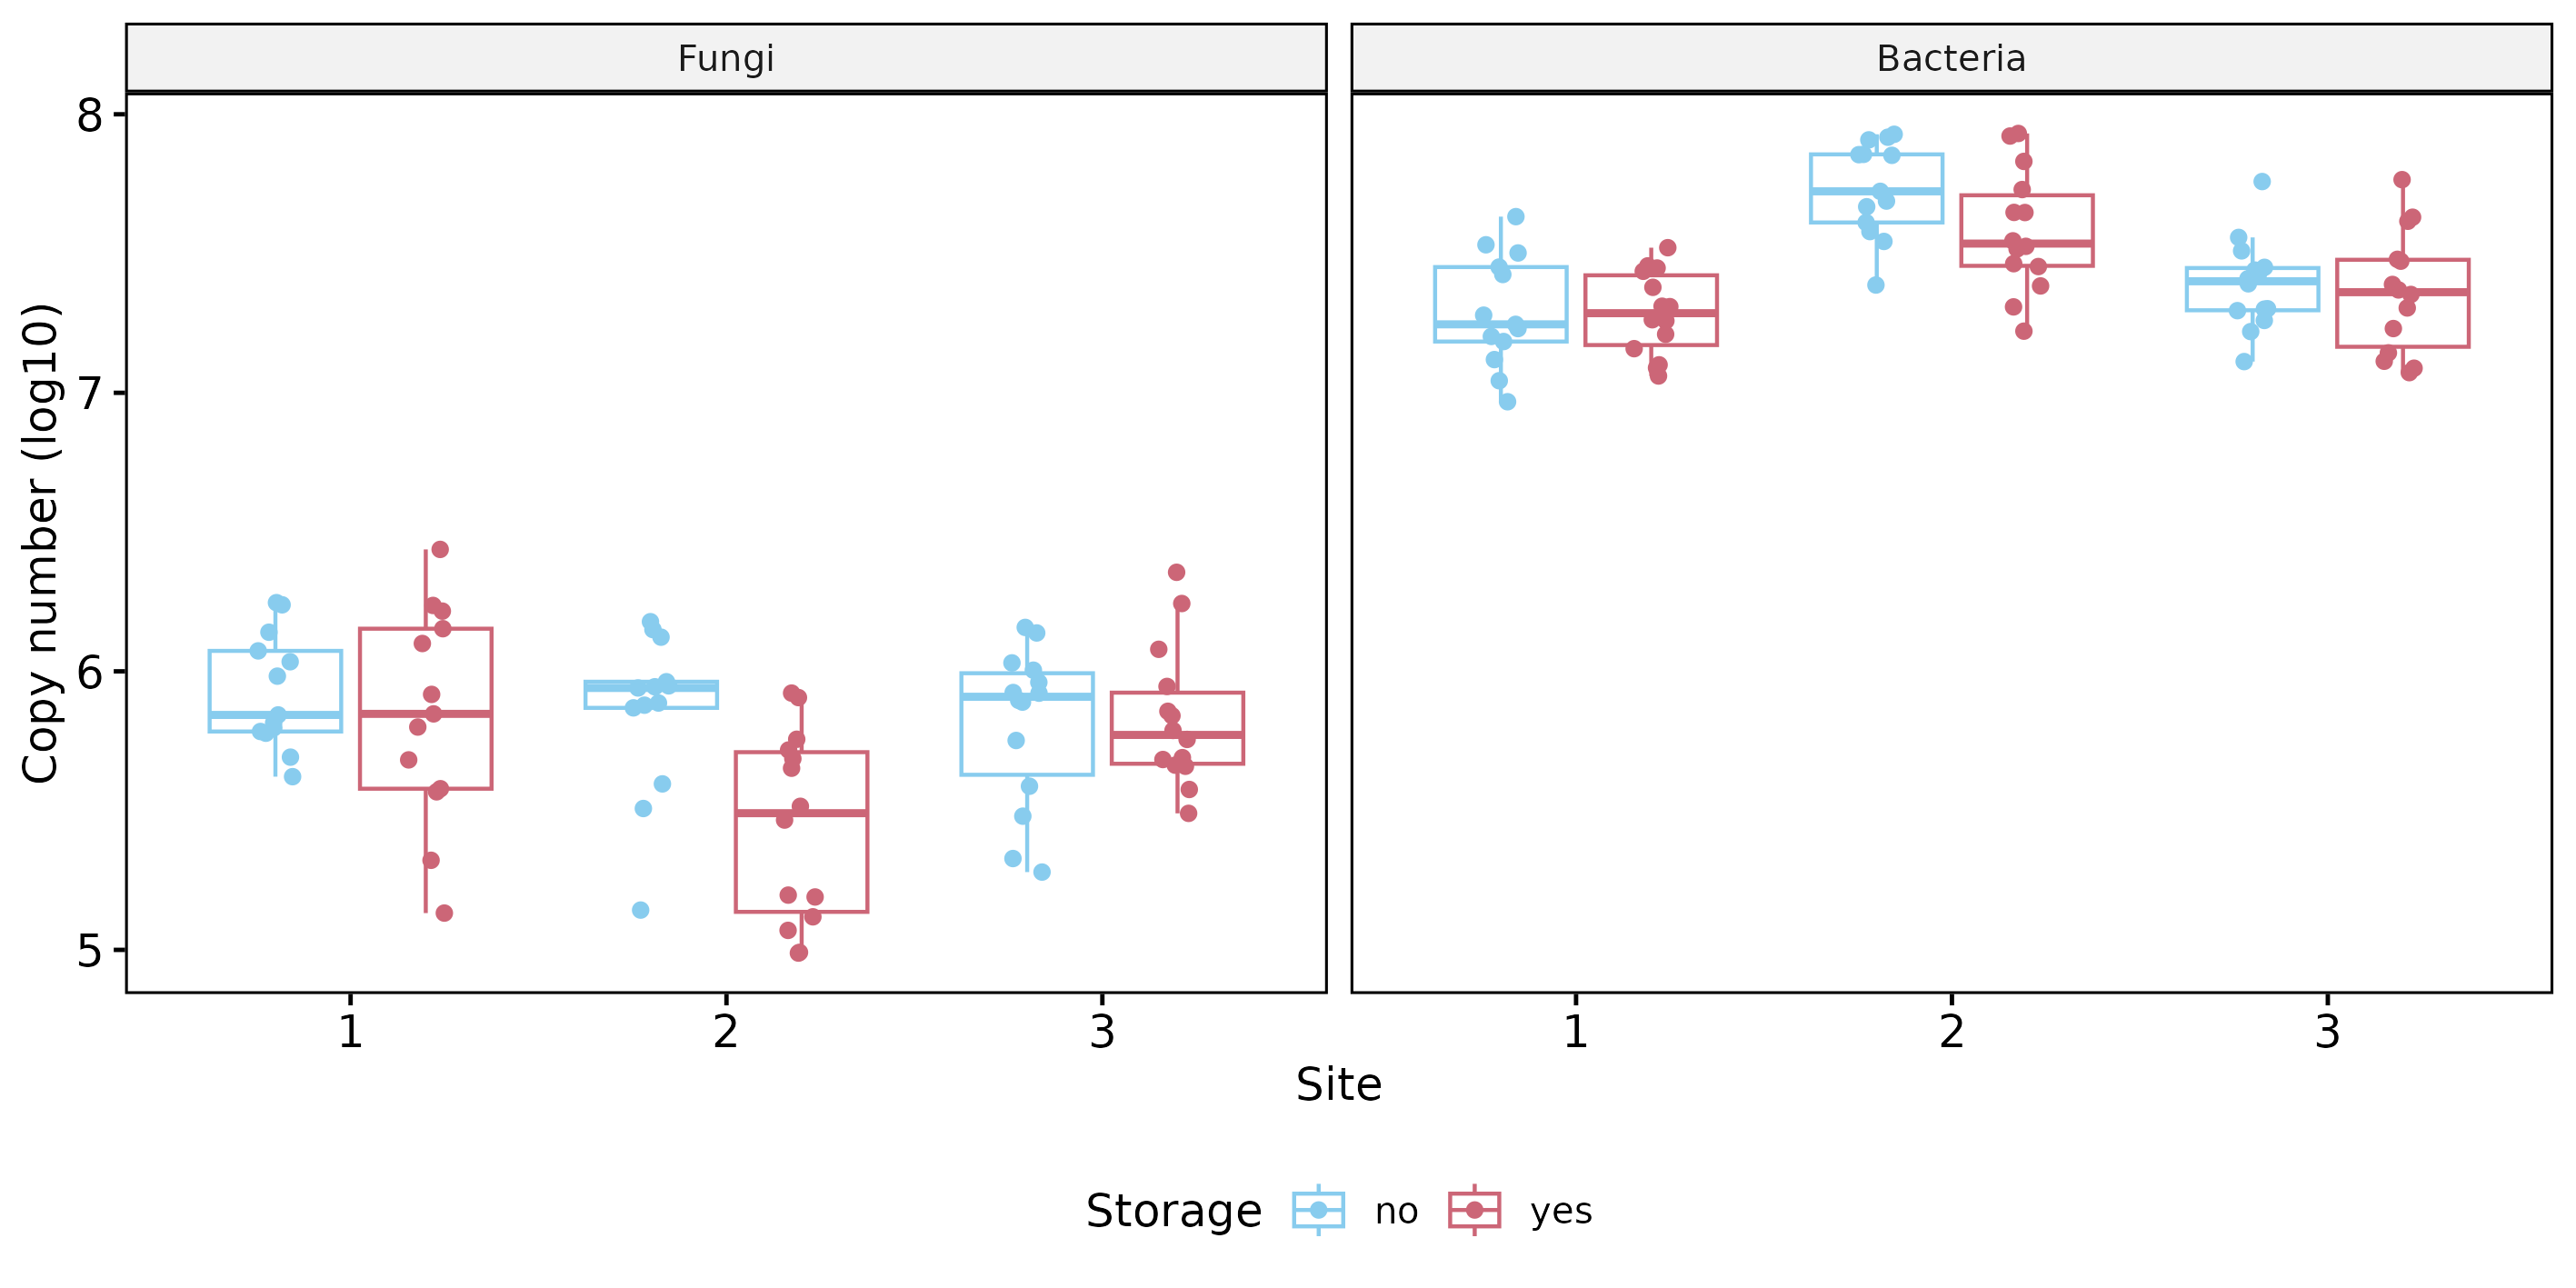 Fungi
Bacteria
8
7
6
5
Copy number (log10)
1
2
3
1
2
3
Site
Storage no yes